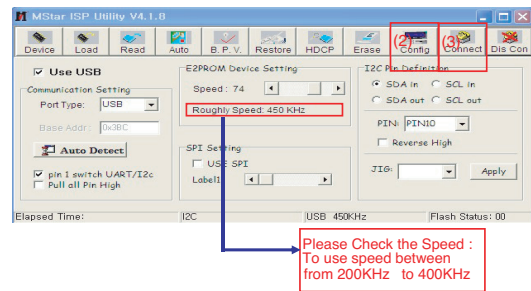 MStar ISP Utility V4.1.8
Device Load Read Auto B. P. V. Restore HDCP Erase Config Connect Dis Con
(2) (3)
Use USB
Communication Setting
Port Type: USB
Base Addr: 0x3BC
Auto Detect
pin 1 switch UART/I2c
Pull all Pin High
E2PROM Device Setting
Speed : 74
Roughly Speed: 450 KHz
SPI Setting
USE SPI
Label1
I2C Pin Definition
SDA in SCL in
SDA out SCL out
PIN: PIN10
Reverse High
JIG: Apply
Elapsed Time: I2C USB 450KHz Flash Status: 00
Please Check the Speed :
To use speed between
from 200KHz to 400KHz